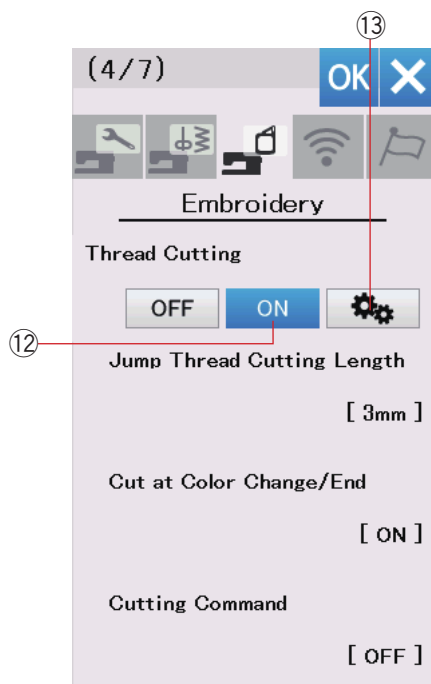 ⑬
(4/7)
OK
Embroidery
Thread Cutting
OFF ON
⑫
Jump Thread Cutting Length
[ 3mm ]
Cut at Color Change/End
[ ON ]
Cutting Command
[ OFF ]